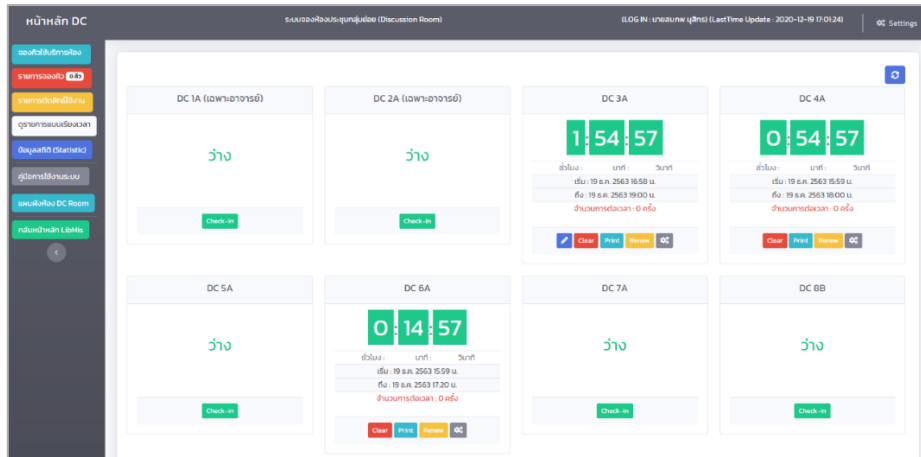 หน้าหลัก DC
ระบบจองห้องประชุมกลุ่มย่อย (Discussion Room)
(LOG IN : นายสมภพ มุสิกร) (LastTime Update : 2020-12-19 17:01:24)
Settings
จองคิวใช้บริการห้อง
รายการจองคิว 0 คิว
รายการตัดสิทธิ์ใช้งาน
ดูรายการแบบเรียงเวลา
ข้อมูลสถิติ (Statistic)
คู่มือการใช้งานระบบ
แผนผังห้อง DC Room
กลับหน้าหลัก LibMis
DC 1A (เฉพาะอาจารย์)
ว่าง
Check-in
DC 2A (เฉพาะอาจารย์)
ว่าง
Check-in
DC 3A
1 : 54 : 57
ชั่วโมง : นาที : วินาที
เริ่ม : 19 ธ.ค. 2563 16:58 น.
ถึง : 19 ธ.ค. 2563 19:00 น.
จำนวนการต่อเวลา : 0 ครั้ง
Clear Print Renew
DC 4A
0 : 54 : 57
ชั่วโมง : นาที : วินาที
เริ่ม : 19 ธ.ค. 2563 15:59 น.
ถึง : 19 ธ.ค. 2563 18:00 น.
จำนวนการต่อเวลา : 0 ครั้ง
Clear Print Renew
DC 5A
ว่าง
Check-in
DC 6A
0 : 14 : 57
ชั่วโมง : นาที : วินาที
เริ่ม : 19 ธ.ค. 2563 15:59 น.
ถึง : 19 ธ.ค. 2563 17:20 น.
จำนวนการต่อเวลา : 0 ครั้ง
Clear Print Renew
DC 7A
ว่าง
Check-in
DC 8B
ว่าง
Check-in